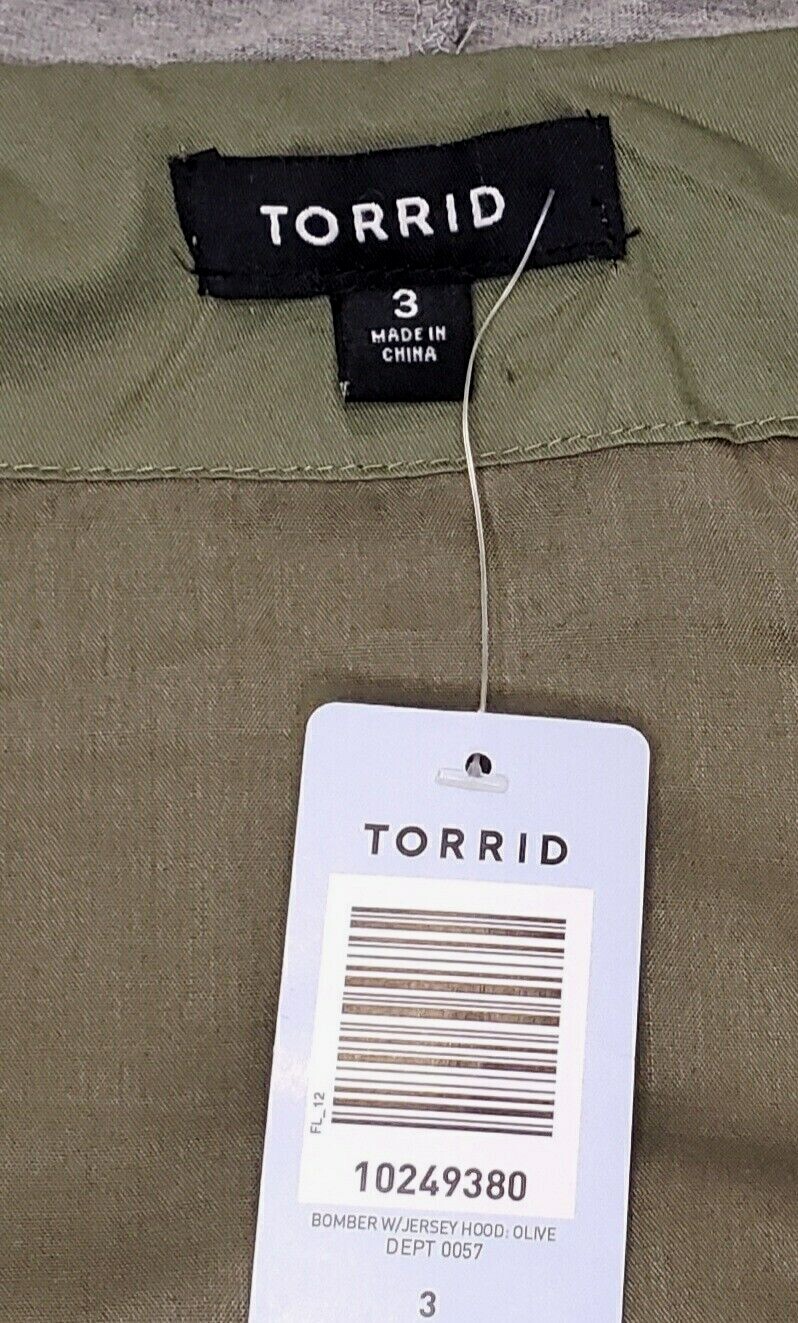 TORRID
3
MADE IN
CHINA
TORRID
FL_12
10249380
BOMBER W/JERSEY HOOD: OLIVE
DEPT 0057
3